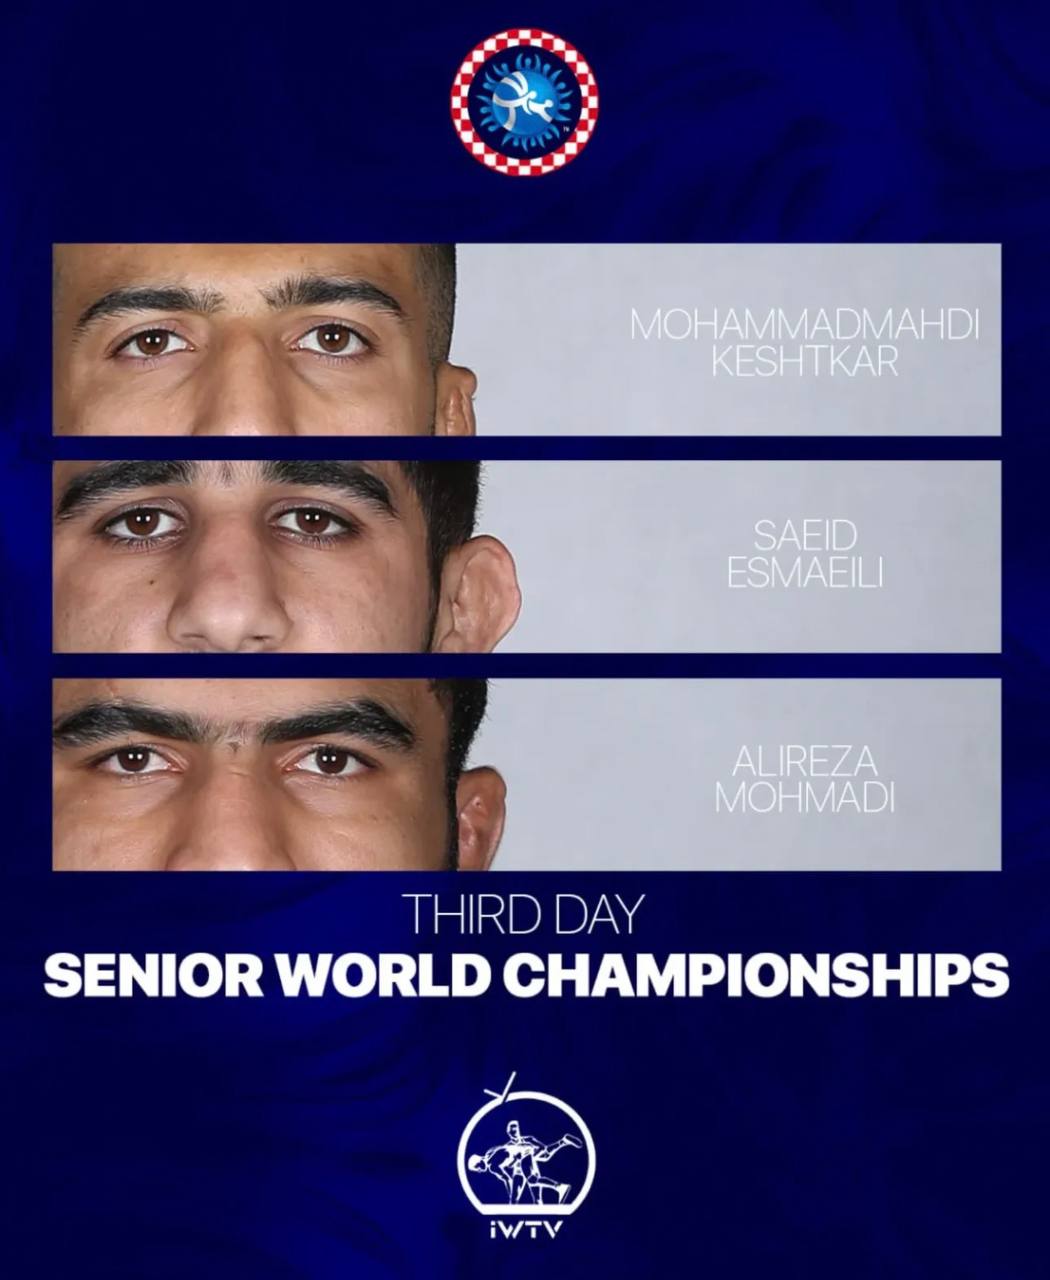 MOHAMMADMAHDI
KESHTKAR
SAEID
ESMAEILI
ALIREZA
MOHMADI
THIRD DAY
SENIOR WORLD CHAMPIONSHIPS
iWTV